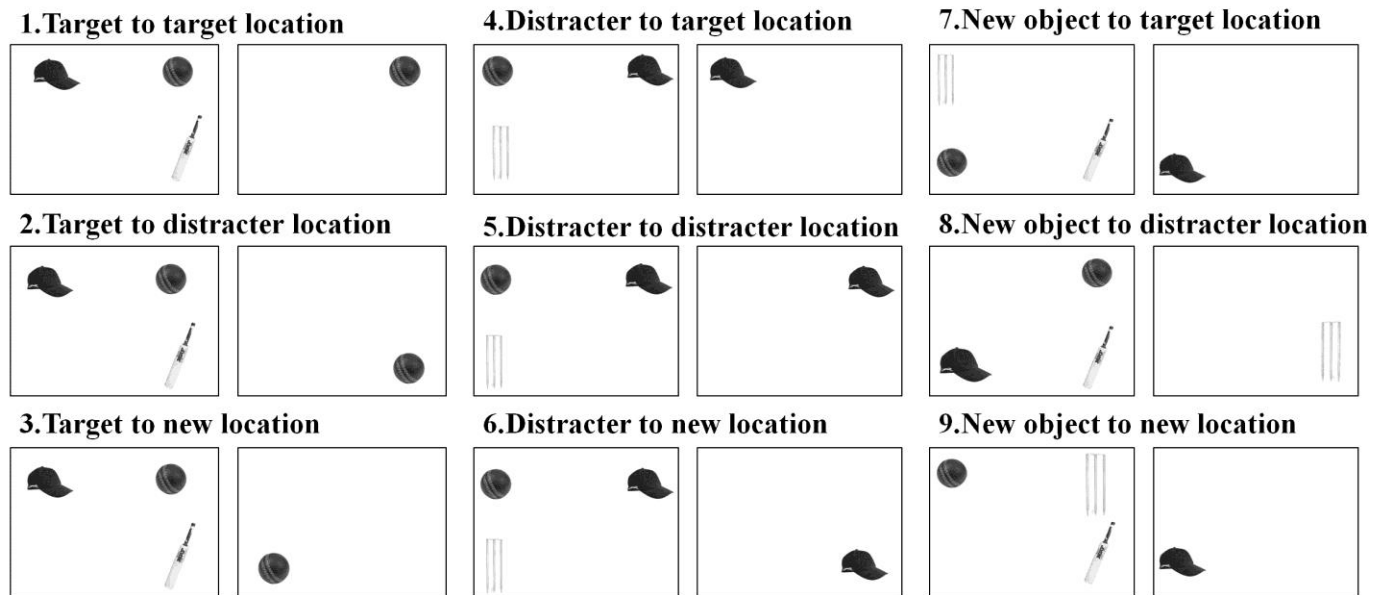 1.Target to target location
4.Distracter to target location
7.New object to target location
2.Target to distracter location
5.Distracter to distracter location
8.New object to distracter location
3.Target to new location
6.Distracter to new location
9.New object to new location